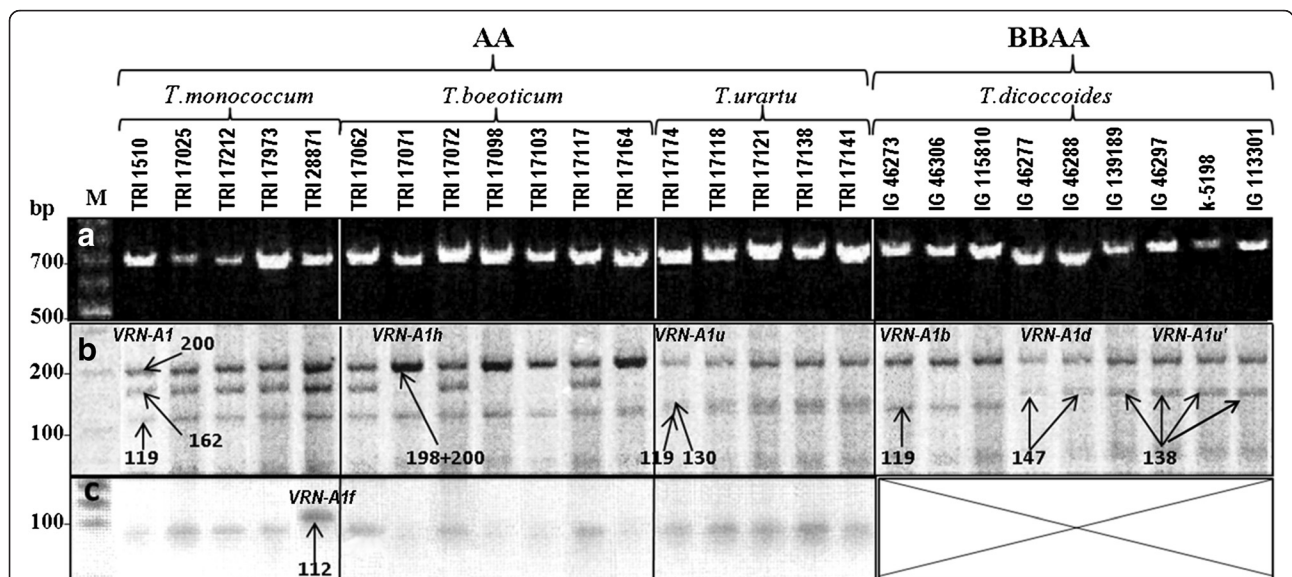 AA BBAA
T.monococcum T.boeoticum T.urartu T.dicoccoides
M TRI 1510 TRI 17025 TRI 17212 TRI 17973 TRI 28871 TRI 17062 TRI 17071 TRI 17072 TRI 17098 TRI 17103 TRI 17117 TRI 17164 TRI 17174 TRI 17118 TRI 17121 TRI 17138 TRI 17141 IG 46273 IG 46306 IG 115810 IG 46277 IG 46288 IG 139189 IG 46297 k-5198 IG 113301
bp
a
700
500
b VRN-A1 VRN-A1h VRN-A1u VRN-A1b VRN-A1d VRN-A1u'
200 200
100
162
119 198+200 119 130 119 147 138
c VRN-A1f
100
112